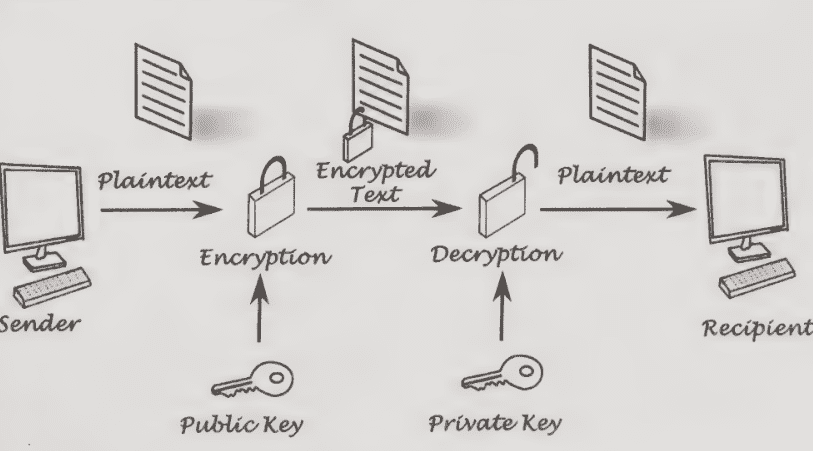 Plaintext
Encrypted
Text
Plaintext
Encryption
Decryption
Sender
Recipient
Public Key
Private Key